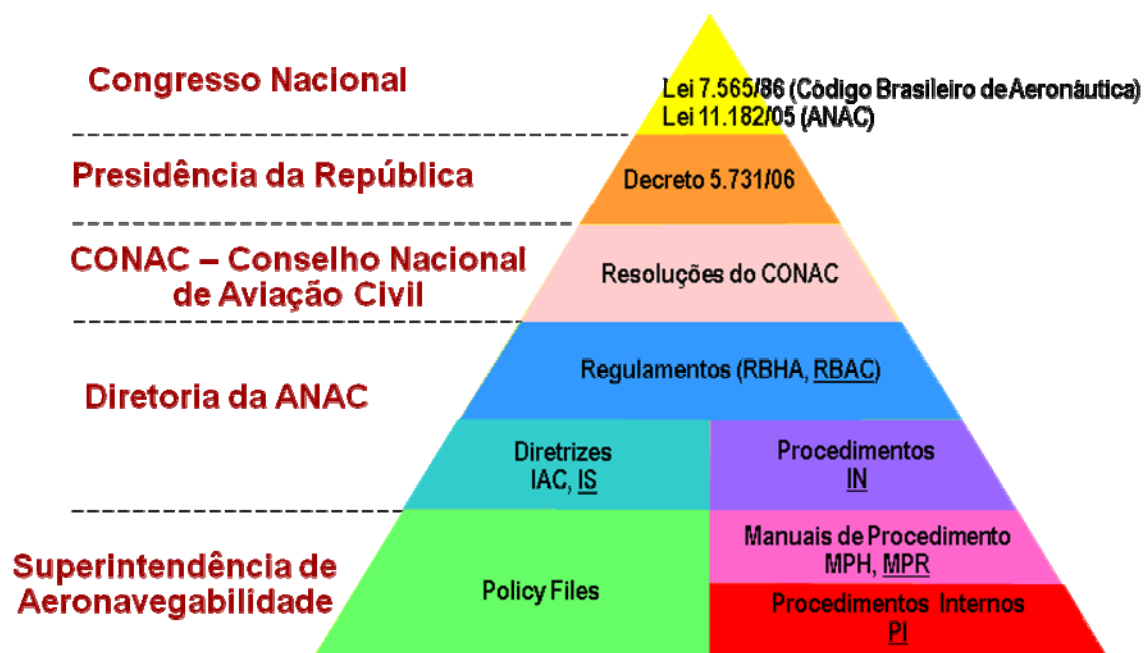 Congresso Nacional
Lei 7.565/86 (Código Brasileiro de Aeronáutica)
Lei 11.182/05 (ANAC)
Presidência da República
Decreto 5.731/06
CONAC – Conselho Nacional
de Aviação Civil
Resoluções do CONAC
Diretoria da ANAC
Regulamentos (RBHA, RBAC)
Diretrizes
IAC, IS
Procedimentos
IN
Superintendência de
Aeronavegabilidade
Policy Files
Manuais de Procedimento
MPH, MPR
Procedimentos Internos
PI